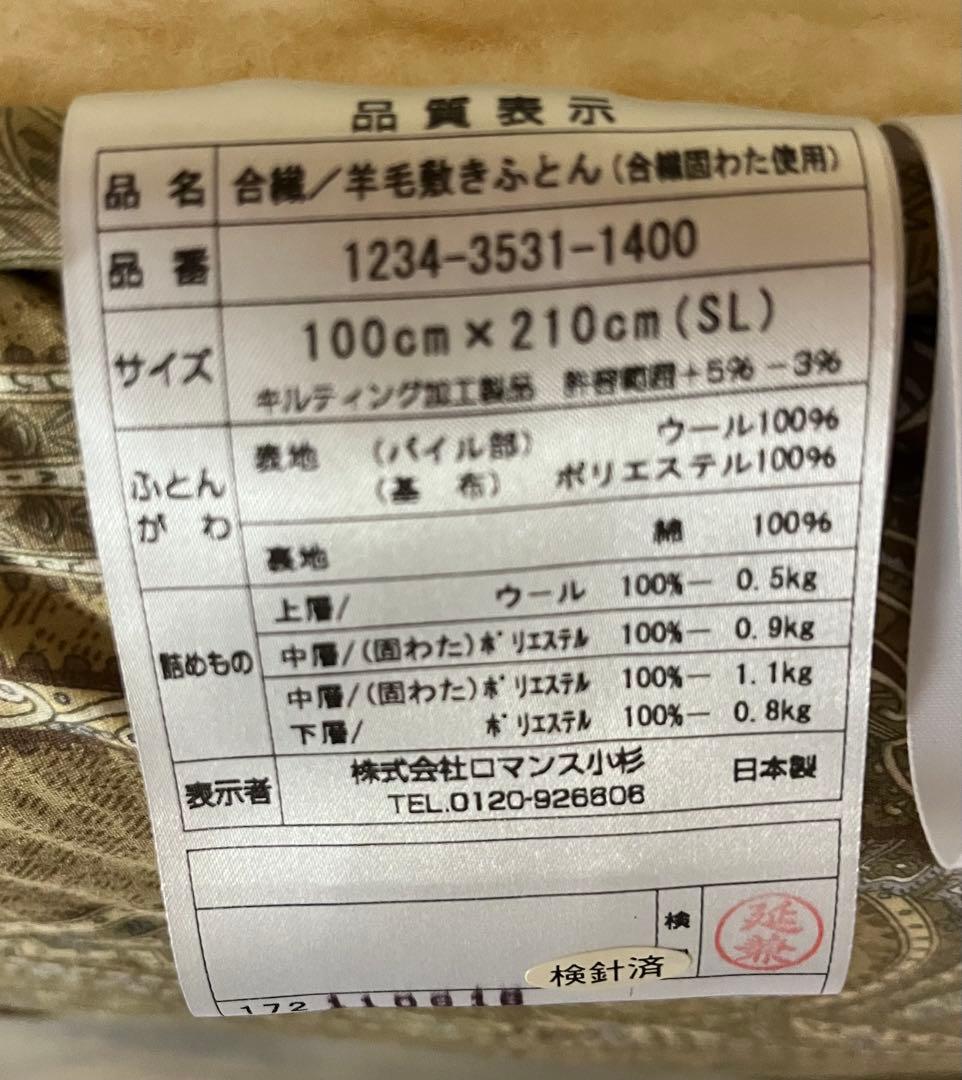 品質表示
品名 合繊／羊毛敷きふとん(合繊固わた使用)
品番 1234-3531-1400
サイズ 100cm×210cm(SL)
キルティング加工製品 許容範囲+5% −3%
ふとんがわ 表地 (パイル部) ウール100%
(基布) ポリエステル100%
裏地 綿 100%
詰めもの 上層/ ウール 100%− 0.5kg
中層/(固わた)ポリエステル 100%− 0.9kg
中層/(固わた)ポリエステル 100%− 1.1kg
下層/ ポリエステル 100%− 0.8kg
表示者 株式会社ロマンス小杉 日本製
TEL.0120-926806
検
延兼
検針済
172